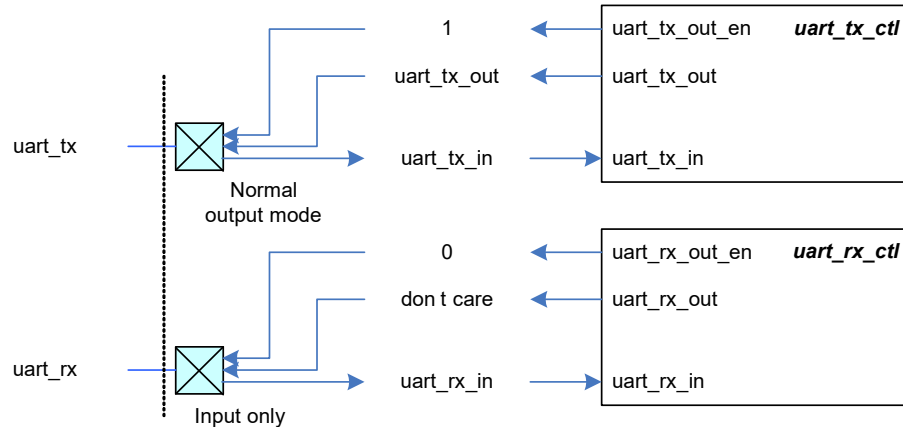 1
uart_tx_out_en
uart_tx_ctl
uart_tx_out
uart_tx_out
uart_tx
uart_tx_in
uart_tx_in
Normal
output mode
0
uart_rx_out_en
uart_rx_ctl
don t care
uart_rx_out
uart_rx
uart_rx_in
uart_rx_in
Input only